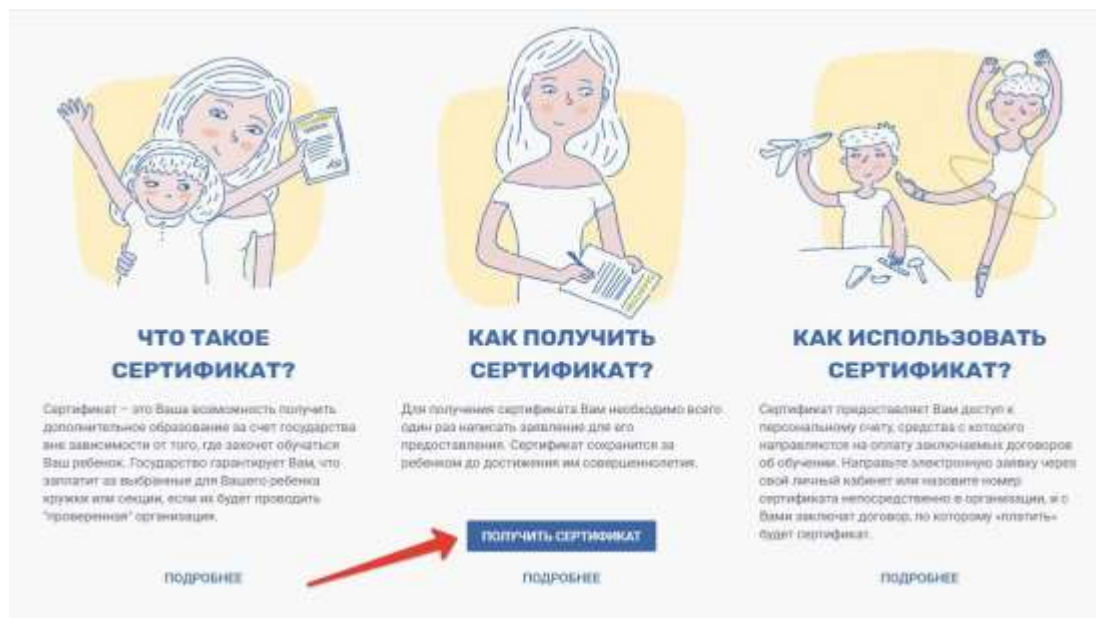 ЧТО ТАКОЕ
СЕРТИФИКАТ?
Сертификат – это Ваша возможность получить
дополнительное образование за счет государства
вне зависимости от того, где захочет обучаться
Ваш ребенок. Государство гарантирует Вам, что
заплатит за выбранные для Вашего ребенка
кружки или секции, если их будет проводить
"проверенная" организация.
ПОДРОБНЕЕ
КАК ПОЛУЧИТЬ
СЕРТИФИКАТ?
Для получения сертификата Вам необходимо всего
один раз написать заявление для его
предоставления. Сертификат сохранится за
ребенком до достижения им совершеннолетия.
ПОЛУЧИТЬ СЕРТИФИКАТ
ПОДРОБНЕЕ
КАК ИСПОЛЬЗОВАТЬ
СЕРТИФИКАТ?
Сертификат предоставляет Вам доступ к
персональному счету, средства с которого
направляются на оплату заключаемых договоров
об обучении. Направьте электронную заявку через
свой личный кабинет или назовите номер
сертификата непосредственно в организации, и с
Вами заключат договор, по которому «платить»
будет сертификат.
ПОДРОБНЕЕ